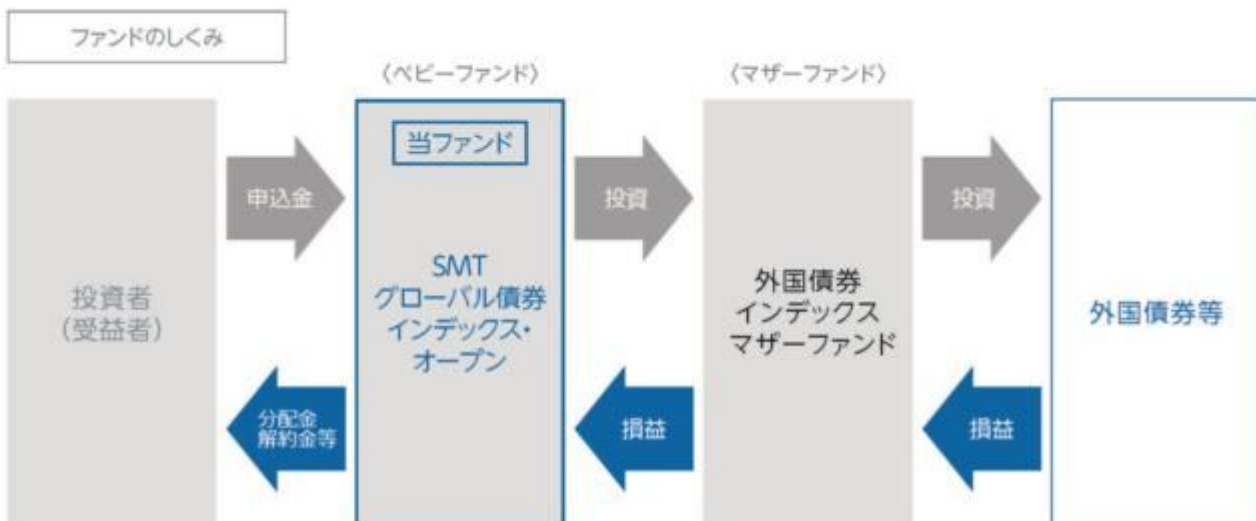 ファンドのしくみ
〈ベビーファンド〉
〈マザーファンド〉
投資者
(受益者)
申込金
分配金
解約金等
当ファンド
SMT
グローバル債券
インデックス・
オープン
投資
損益
外国債券
インデックス
マザーファンド
投資
損益
外国債券等